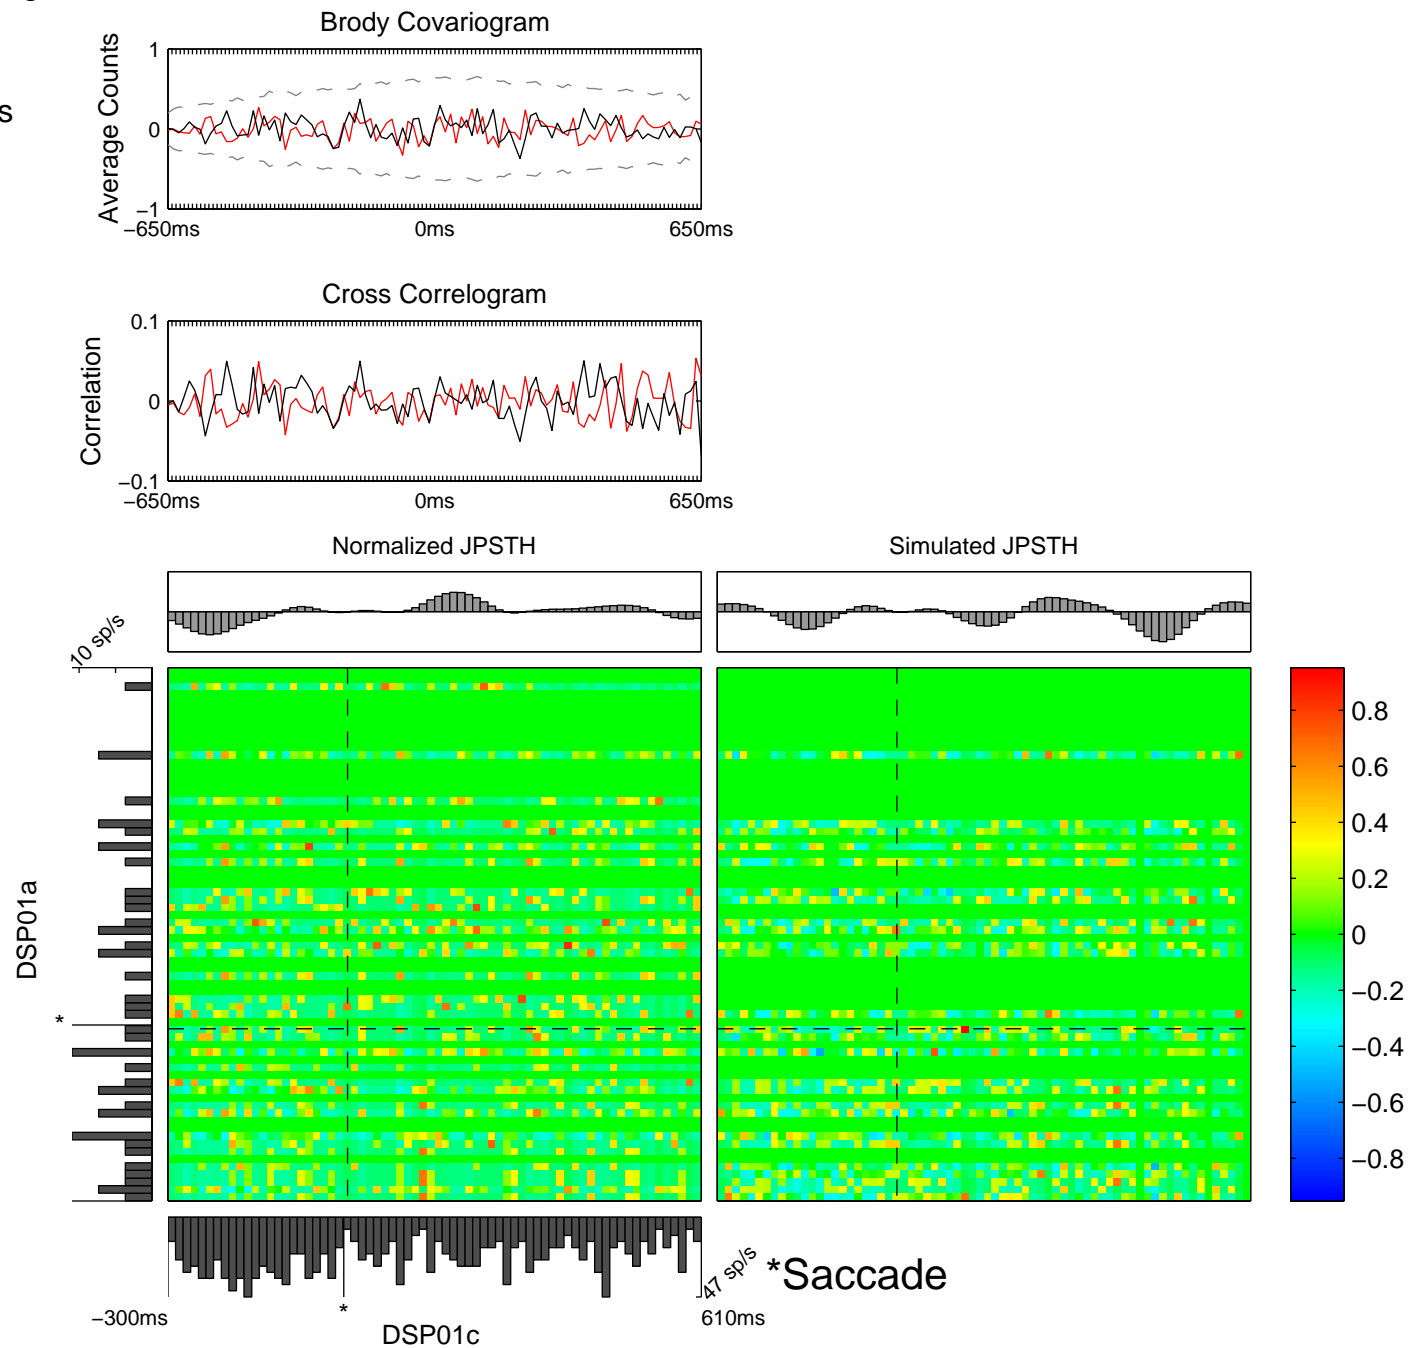 Brody Covariogram
Average Counts
1
0
−1
−650ms
0ms
650ms
s
Cross Correlogram
Correlation
0.1
0
−0.1
−650ms
0ms
650ms
Normalized JPSTH
Simulated JPSTH
10 sp/s
DSP01a
*
0.8
0.6
0.4
0.2
0
−0.2
−0.4
−0.6
−0.8
47 sp/s
*Saccade
−300ms
*
610ms
DSP01c